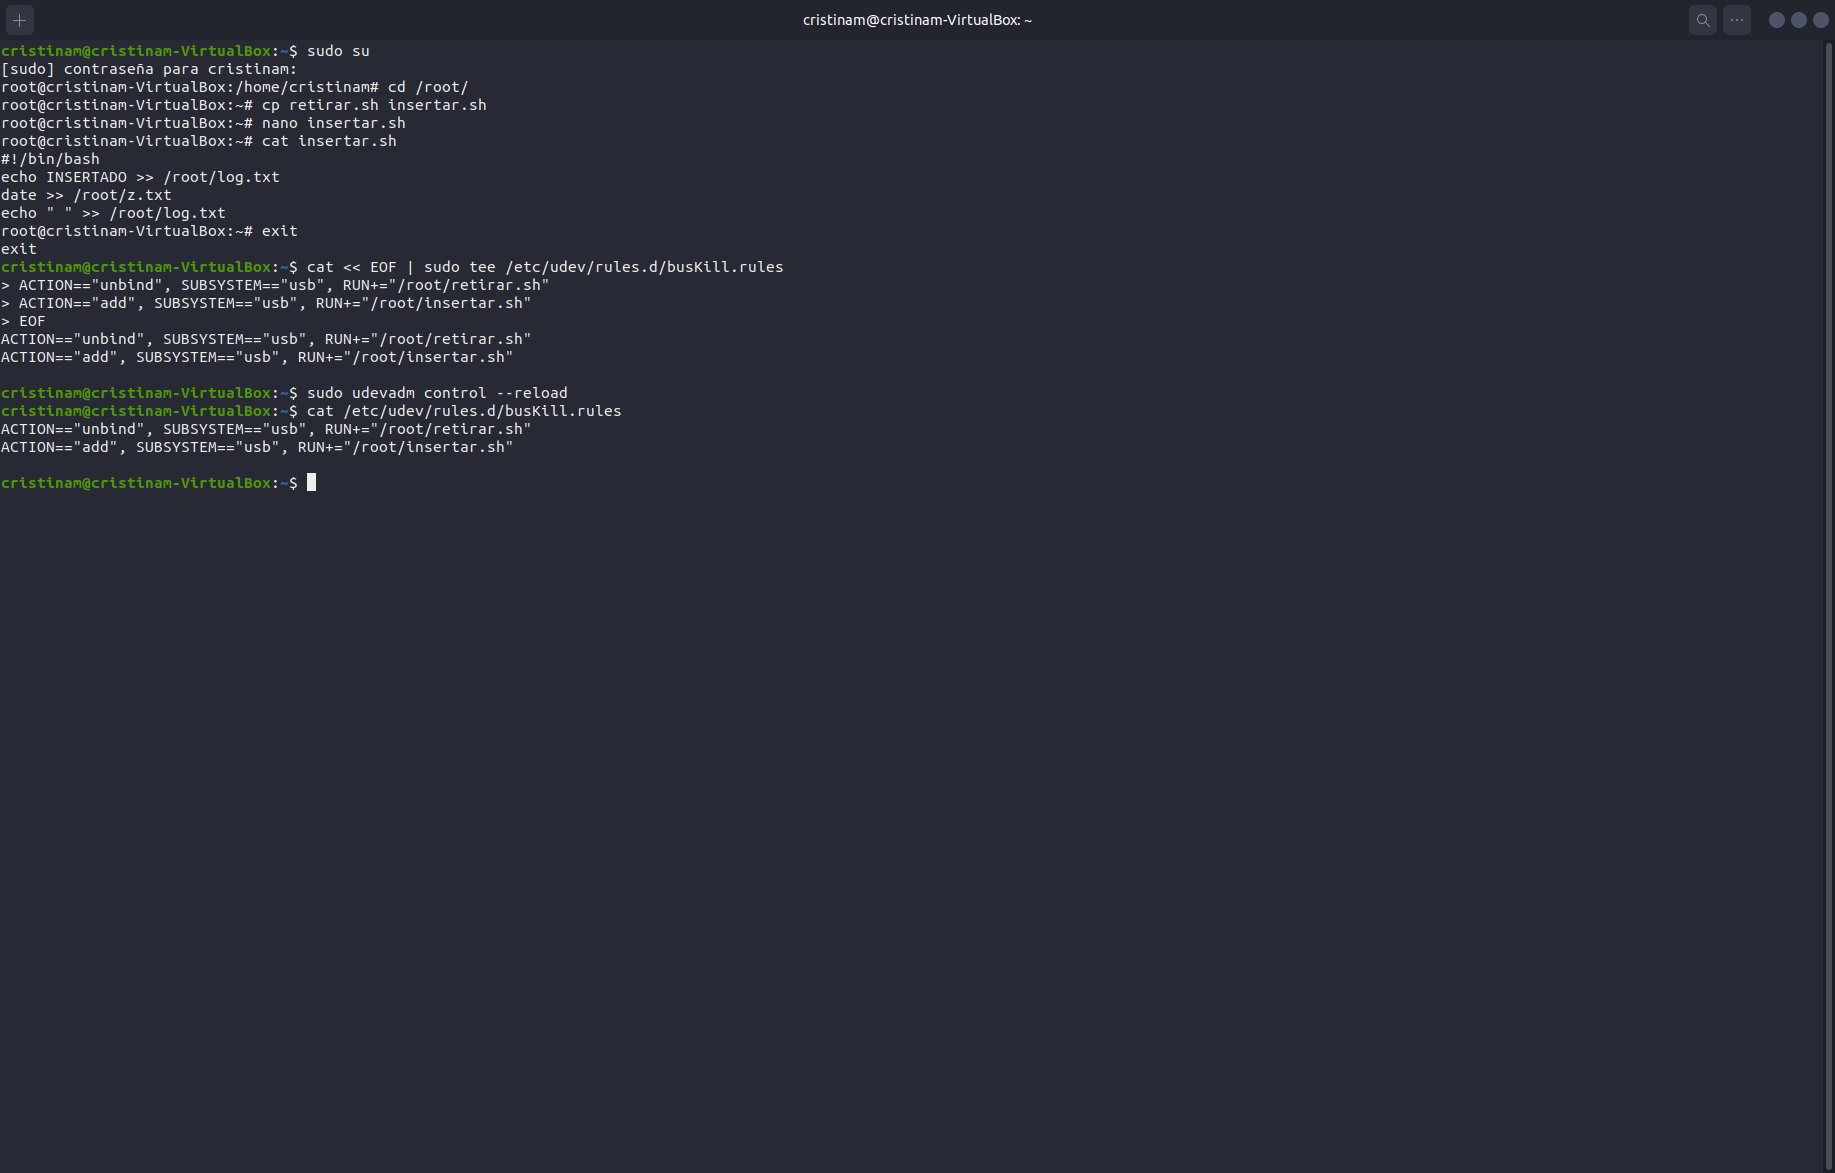 cristinam@cristinam-VirtualBox: ~
cristinam@cristinam-VirtualBox:~$ sudo su
[sudo] contraseña para cristinam:
root@cristinam-VirtualBox:/home/cristinam# cd /root/
root@cristinam-VirtualBox:~# cp retirar.sh insertar.sh
root@cristinam-VirtualBox:~# nano insertar.sh
root@cristinam-VirtualBox:~# cat insertar.sh
#!/bin/bash
echo INSERTADO >> /root/log.txt
date >> /root/z.txt
echo " " >> /root/log.txt
root@cristinam-VirtualBox:~# exit
exit
cristinam@cristinam-VirtualBox:~$ cat << EOF | sudo tee /etc/udev/rules.d/busKill.rules
> ACTION=="unbind", SUBSYSTEM=="usb", RUN+="/root/retirar.sh"
> ACTION=="add", SUBSYSTEM=="usb", RUN+="/root/insertar.sh"
> EOF
ACTION=="unbind", SUBSYSTEM=="usb", RUN+="/root/retirar.sh"
ACTION=="add", SUBSYSTEM=="usb", RUN+="/root/insertar.sh"
cristinam@cristinam-VirtualBox:~$ sudo udevadm control --reload
cristinam@cristinam-VirtualBox:~$ cat /etc/udev/rules.d/busKill.rules
ACTION=="unbind", SUBSYSTEM=="usb", RUN+="/root/retirar.sh"
ACTION=="add", SUBSYSTEM=="usb", RUN+="/root/insertar.sh"
cristinam@cristinam-VirtualBox:~$